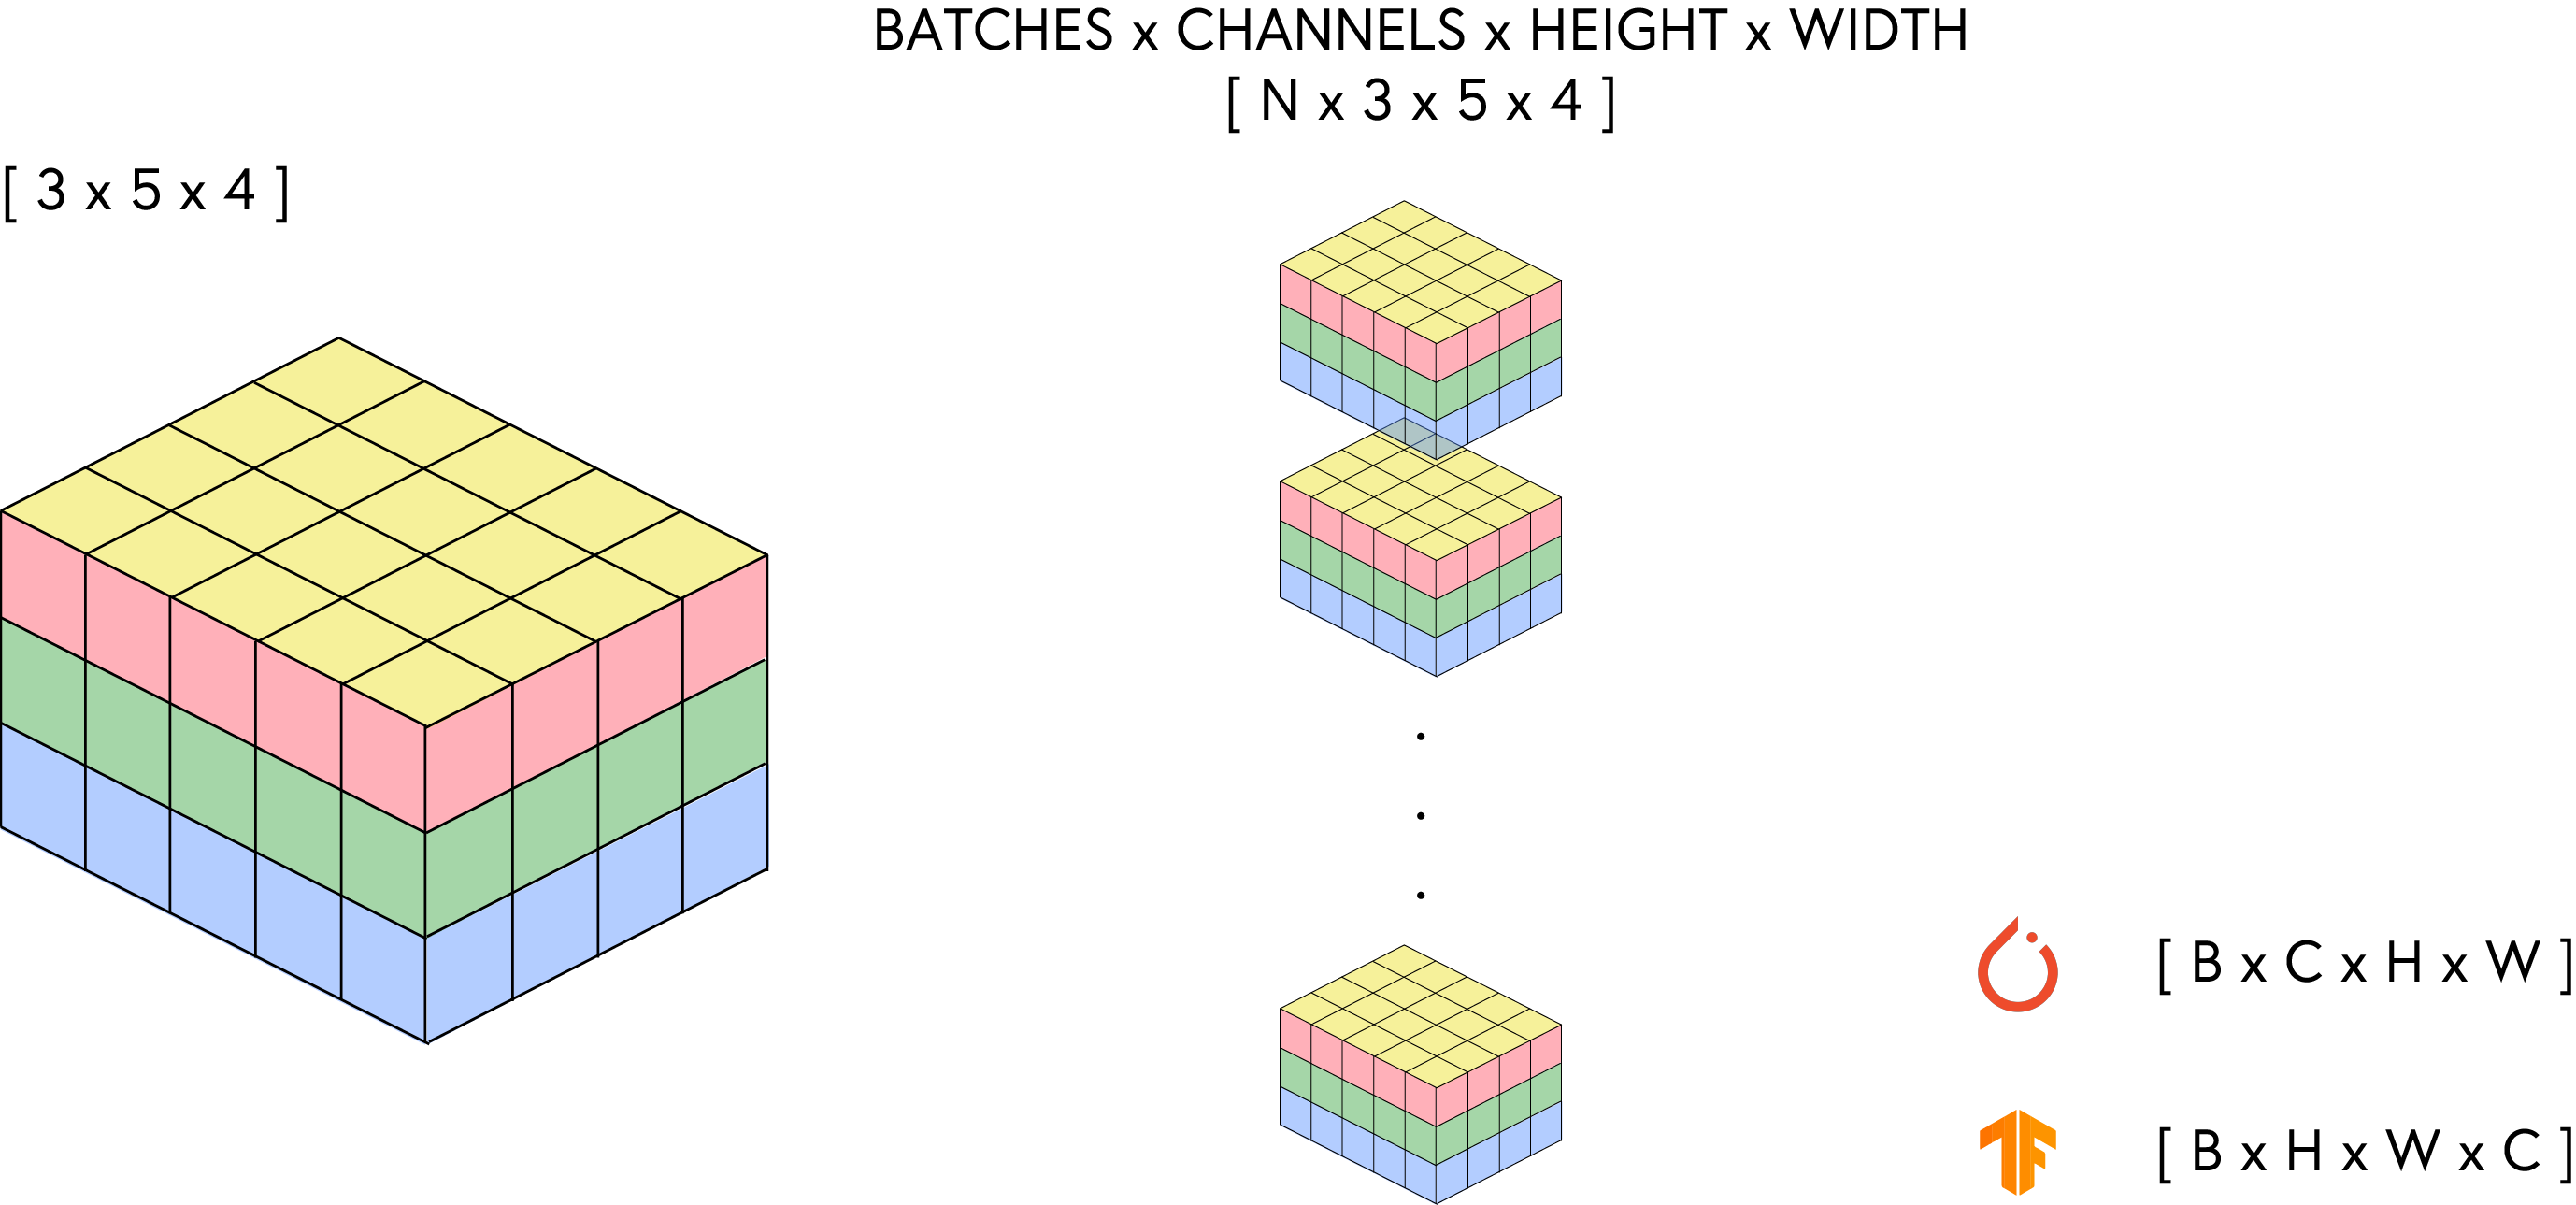 BATCHES x CHANNELS x HEIGHT x WIDTH
[ N x 3 x 5 x 4 ]
[ 3 x 5 x 4 ]
[ B x C x H x W ]
[ B x H x W x C ]